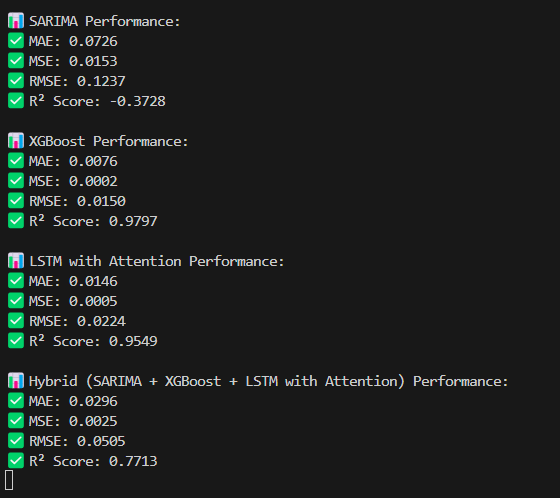 📊 SARIMA Performance:
✅ MAE: 0.0726
✅ MSE: 0.0153
✅ RMSE: 0.1237
✅ R² Score: -0.3728
📊 XGBoost Performance:
✅ MAE: 0.0076
✅ MSE: 0.0002
✅ RMSE: 0.0150
✅ R² Score: 0.9797
📊 LSTM with Attention Performance:
✅ MAE: 0.0146
✅ MSE: 0.0005
✅ RMSE: 0.0224
✅ R² Score: 0.9549
📊 Hybrid (SARIMA + XGBoost + LSTM with Attention) Performance:
✅ MAE: 0.0296
✅ MSE: 0.0025
✅ RMSE: 0.0505
✅ R² Score: 0.7713